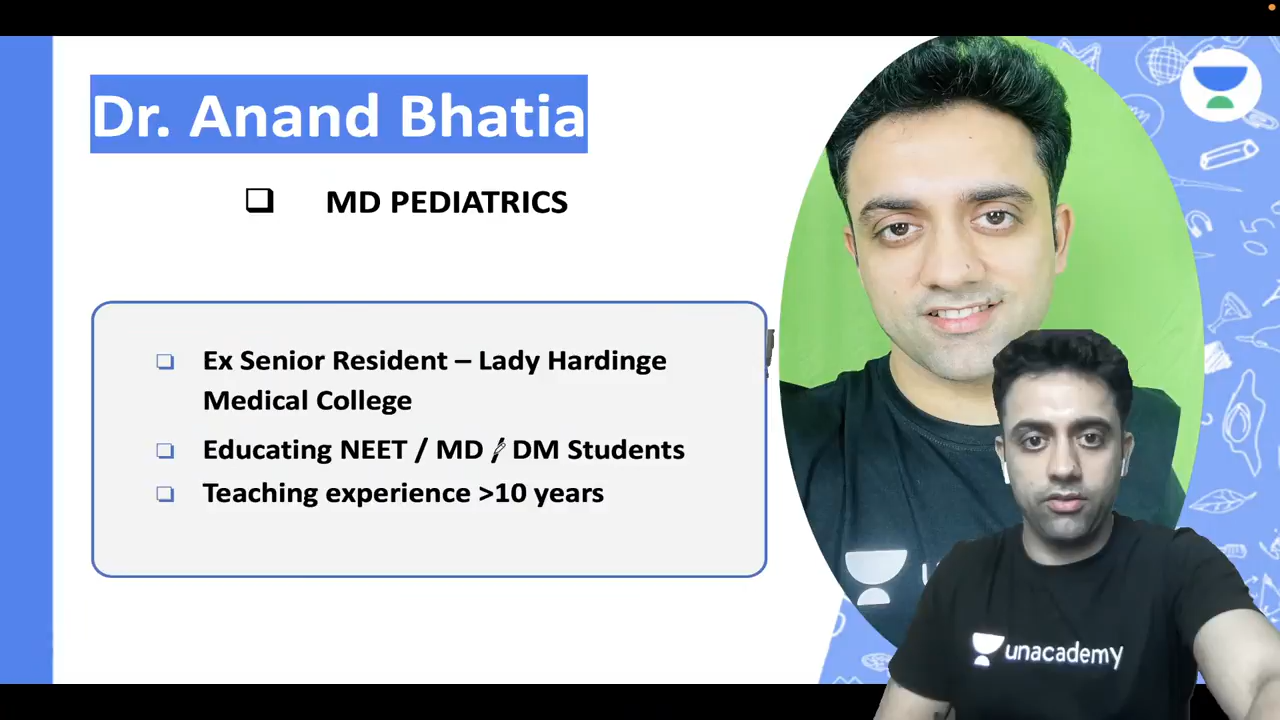 Dr. Anand Bhatia
❑ MD PEDIATRICS
❑ Ex Senior Resident – Lady Hardinge
Medical College
❑ Educating NEET / MD / DM Students
❑ Teaching experience >10 years
unacademy